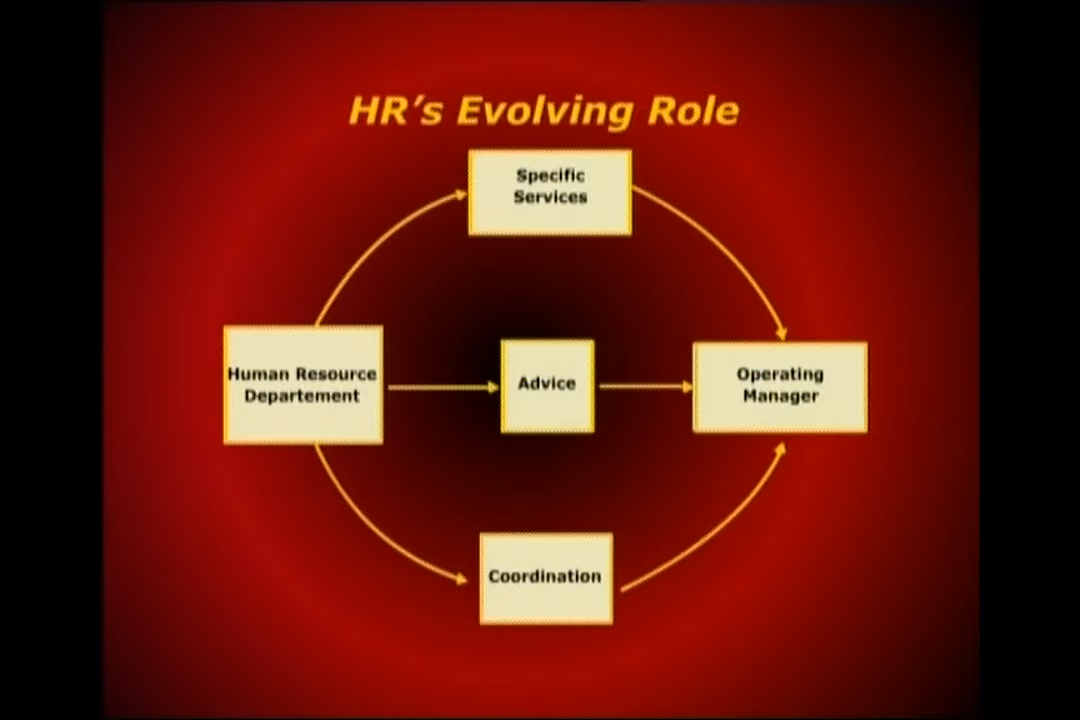 HR's Evolving Role
Specific
Services
Human Resource
Departement
Advice
Operating
Manager
Coordination